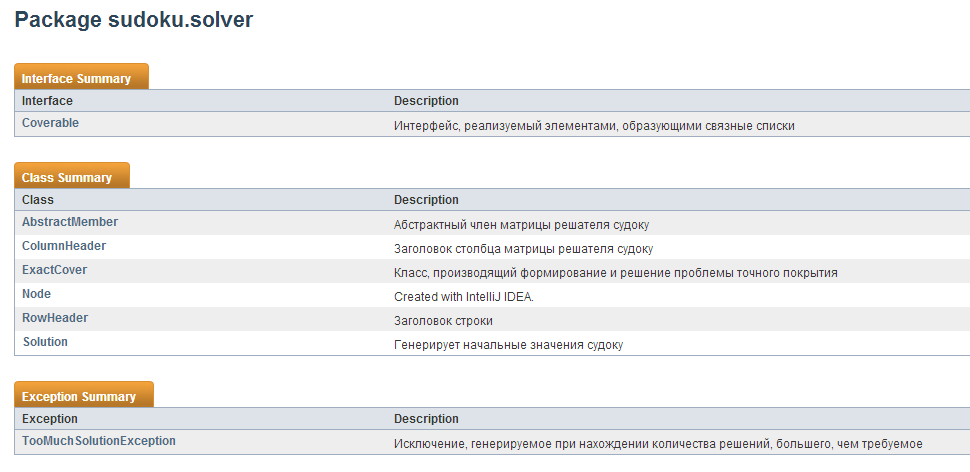 Package sudoku.solver
Interface Summary
Interface Description
Coverable Интерфейс, реализуемый элементами, образующими связные списки
Class Summary
Class Description
AbstractMember Абстрактный член матрицы решателя судоку
ColumnHeader Заголовок столбца матрицы решателя судоку
ExactCover Класс, производящий формирование и решение проблемы точного покрытия
Node Created with IntelliJ IDEA.
RowHeader Заголовок строки
Solution Генерирует начальные значения судоку
Exception Summary
Exception Description
TooMuchSolutionException Исключение, генерируемое при нахождении количества решений, большего, чем требуемое